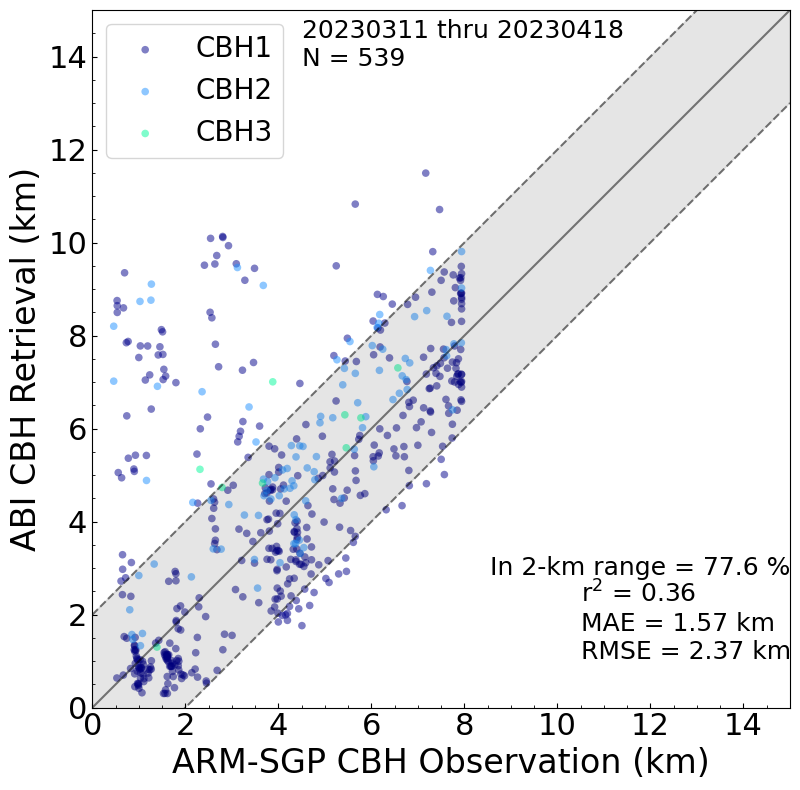 CBH1
CBH2
CBH3
20230311 thru 20230418
N = 539
ABI CBH Retrieval (km)
14
12
10
8
6
4
2
0
In 2-km range = 77.6 %
r² = 0.36
MAE = 1.57 km
RMSE = 2.37 km
0 2 4 6 8 10 12 14
ARM-SGP CBH Observation (km)